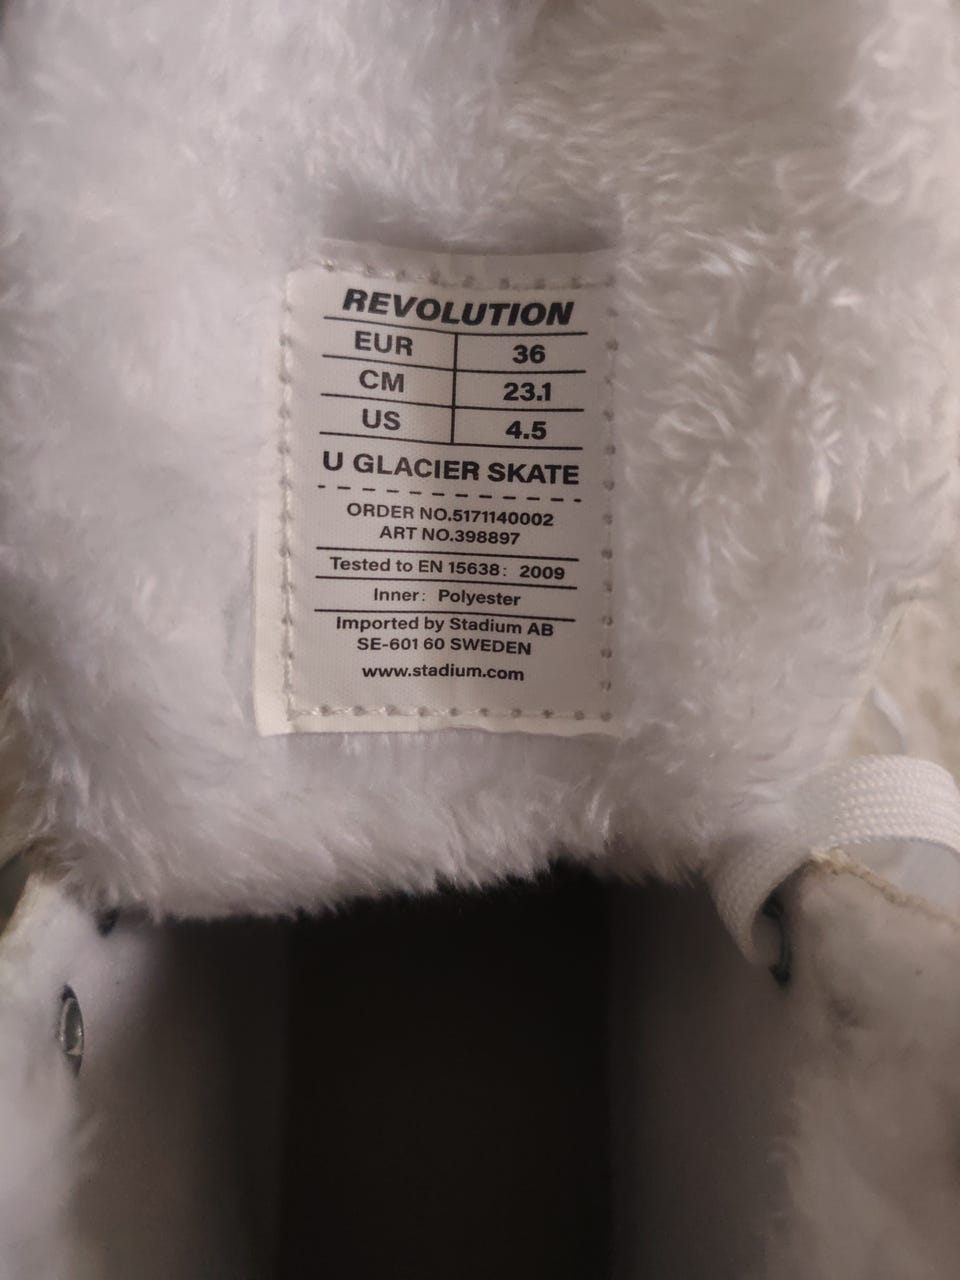 REVOLUTION
EUR 36
CM 23.1
US 4.5
U GLACIER SKATE
ORDER NO.5171140002
ART NO.398897
Tested to EN 15638: 2009
Inner: Polyester
Imported by Stadium AB
SE-601 60 SWEDEN
www.stadium.com